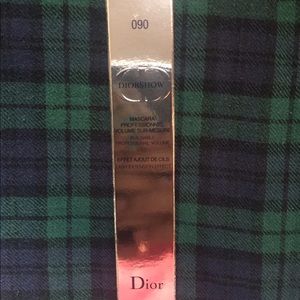 090
DIORSHOW
MASCARA
PROFESSIONNEL
VOLUME SUR-MESURE
BUILDABLE
PROFESSIONAL VOLUME
EFFET AJOUT DE CILS
LASH EXTENSION EFFECT
Dior